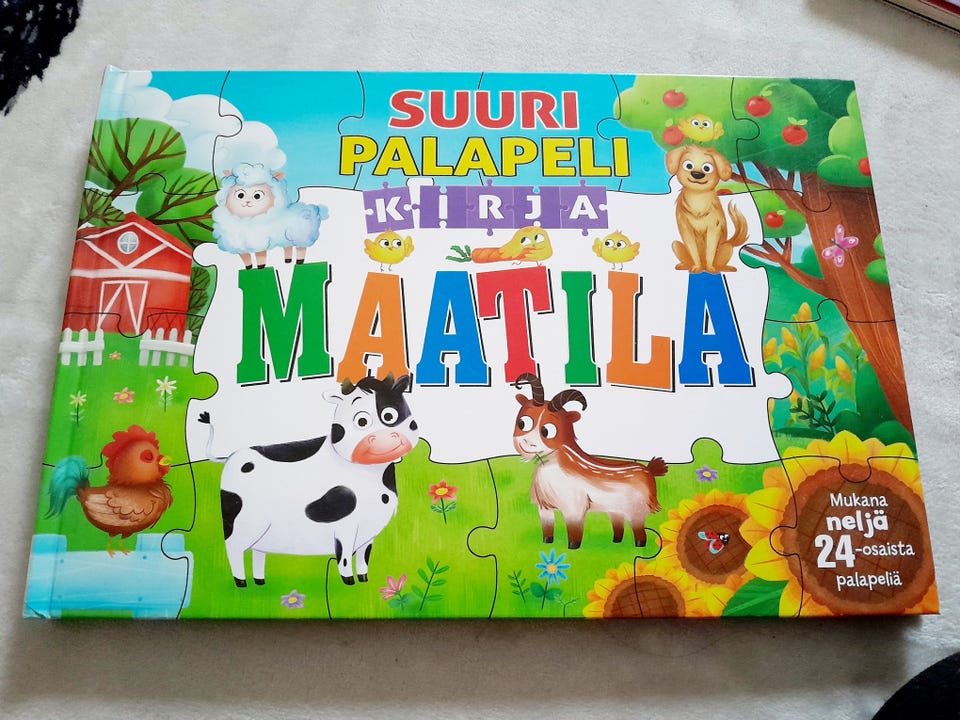 SUURI
PALAPELI
KIRJA
MAATILA
Mukana
neljä
24-osaista
palapeliä